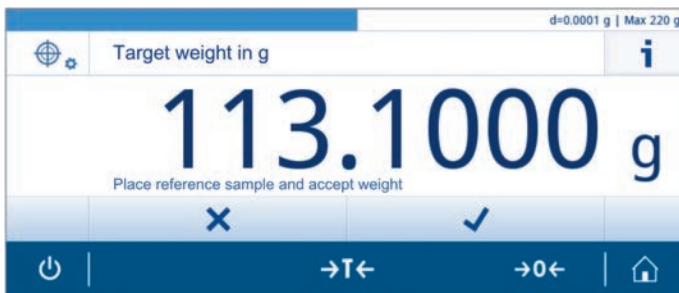 d=0.0001 g | Max 220 g
Target weight in g
i
113.1000 g
Place reference sample and accept weight
→T← →0←